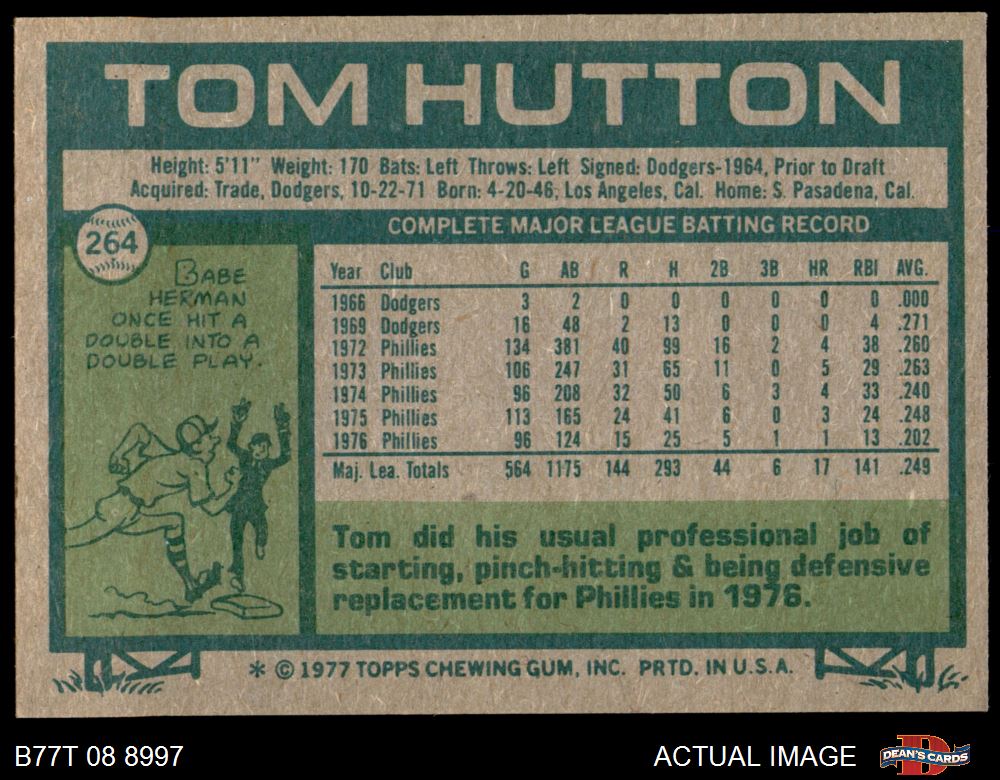 TOM HUTTON
Height: 5'11" Weight: 170 Bats: Left Throws: Left Signed: Dodgers-1964, Prior to Draft
Acquired: Trade, Dodgers, 10-22-71 Born: 4-20-46, Los Angeles, Cal. Home: S. Pasadena, Cal.
264
BABE
HERMAN
ONCE HIT A
DOUBLE INTO A
DOUBLE PLAY.
COMPLETE MAJOR LEAGUE BATTING RECORD
Year Club G AB R H 2B 3B HR RBI AVG.
1966 Dodgers 3 2 0 0 0 0 0 0 .000
1969 Dodgers 16 48 2 13 0 0 0 4 .271
1972 Phillies 134 381 40 99 16 2 4 38 .260
1973 Phillies 106 247 31 65 11 0 5 29 .263
1974 Phillies 96 208 32 50 6 3 4 33 .240
1975 Phillies 113 165 24 41 6 0 3 24 .248
1976 Phillies 96 124 15 25 5 1 1 13 .202
Maj. Lea. Totals 564 1175 144 293 44 6 17 141 .249
Tom did his usual professional job of
starting, pinch-hitting & being defensive
replacement for Phillies in 1976.
* © 1977 TOPPS CHEWING GUM, INC. PRTD. IN U.S.A.
B77T 08 8997 ACTUAL IMAGE DEAN'S CARDS